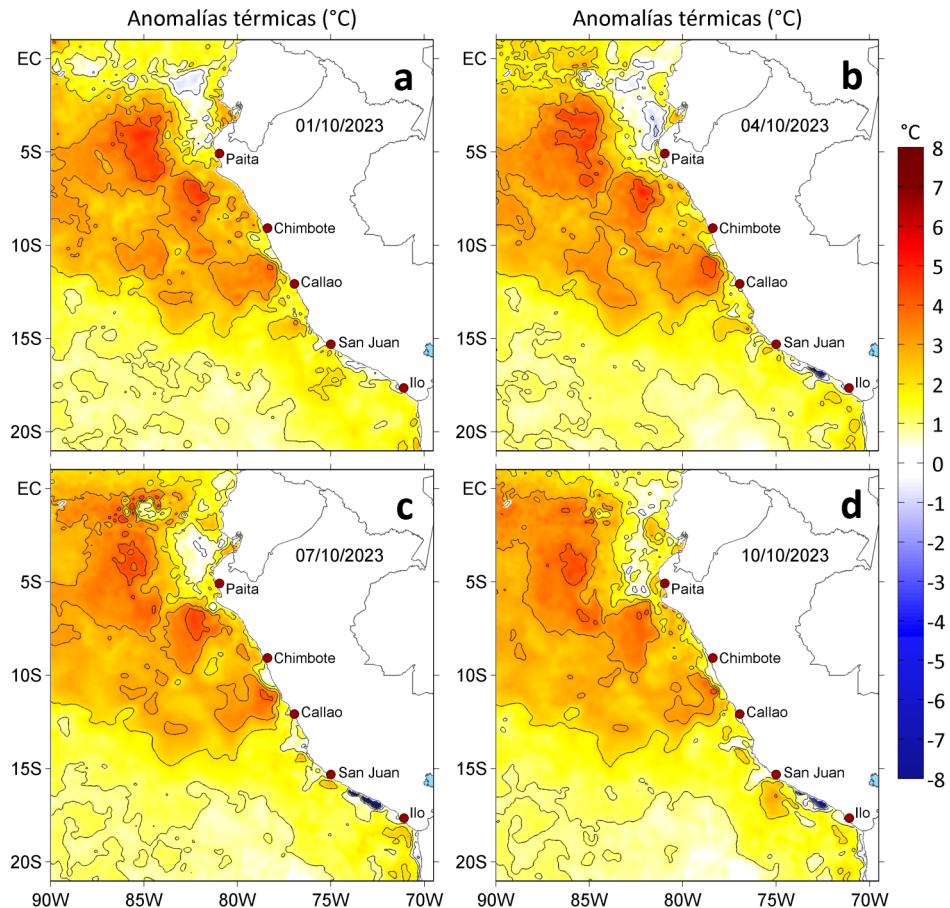 Anomalías térmicas (°C)
Anomalías térmicas (°C)
EC
5S
10S
15S
20S
a
01/10/2023
Paita
Chimbote
Callao
San Juan
Ilo
EC
5S
10S
15S
20S
b
04/10/2023
Paita
Chimbote
Callao
San Juan
Ilo
°C
8
7
6
5
4
3
2
1
0
-1
-2
-3
-4
-5
-6
-7
-8
EC
5S
10S
15S
20S
c
07/10/2023
Paita
Chimbote
Callao
San Juan
Ilo
90W 85W 80W 75W 70W
EC
5S
10S
15S
20S
d
10/10/2023
Paita
Chimbote
Callao
San Juan
Ilo
90W 85W 80W 75W 70W